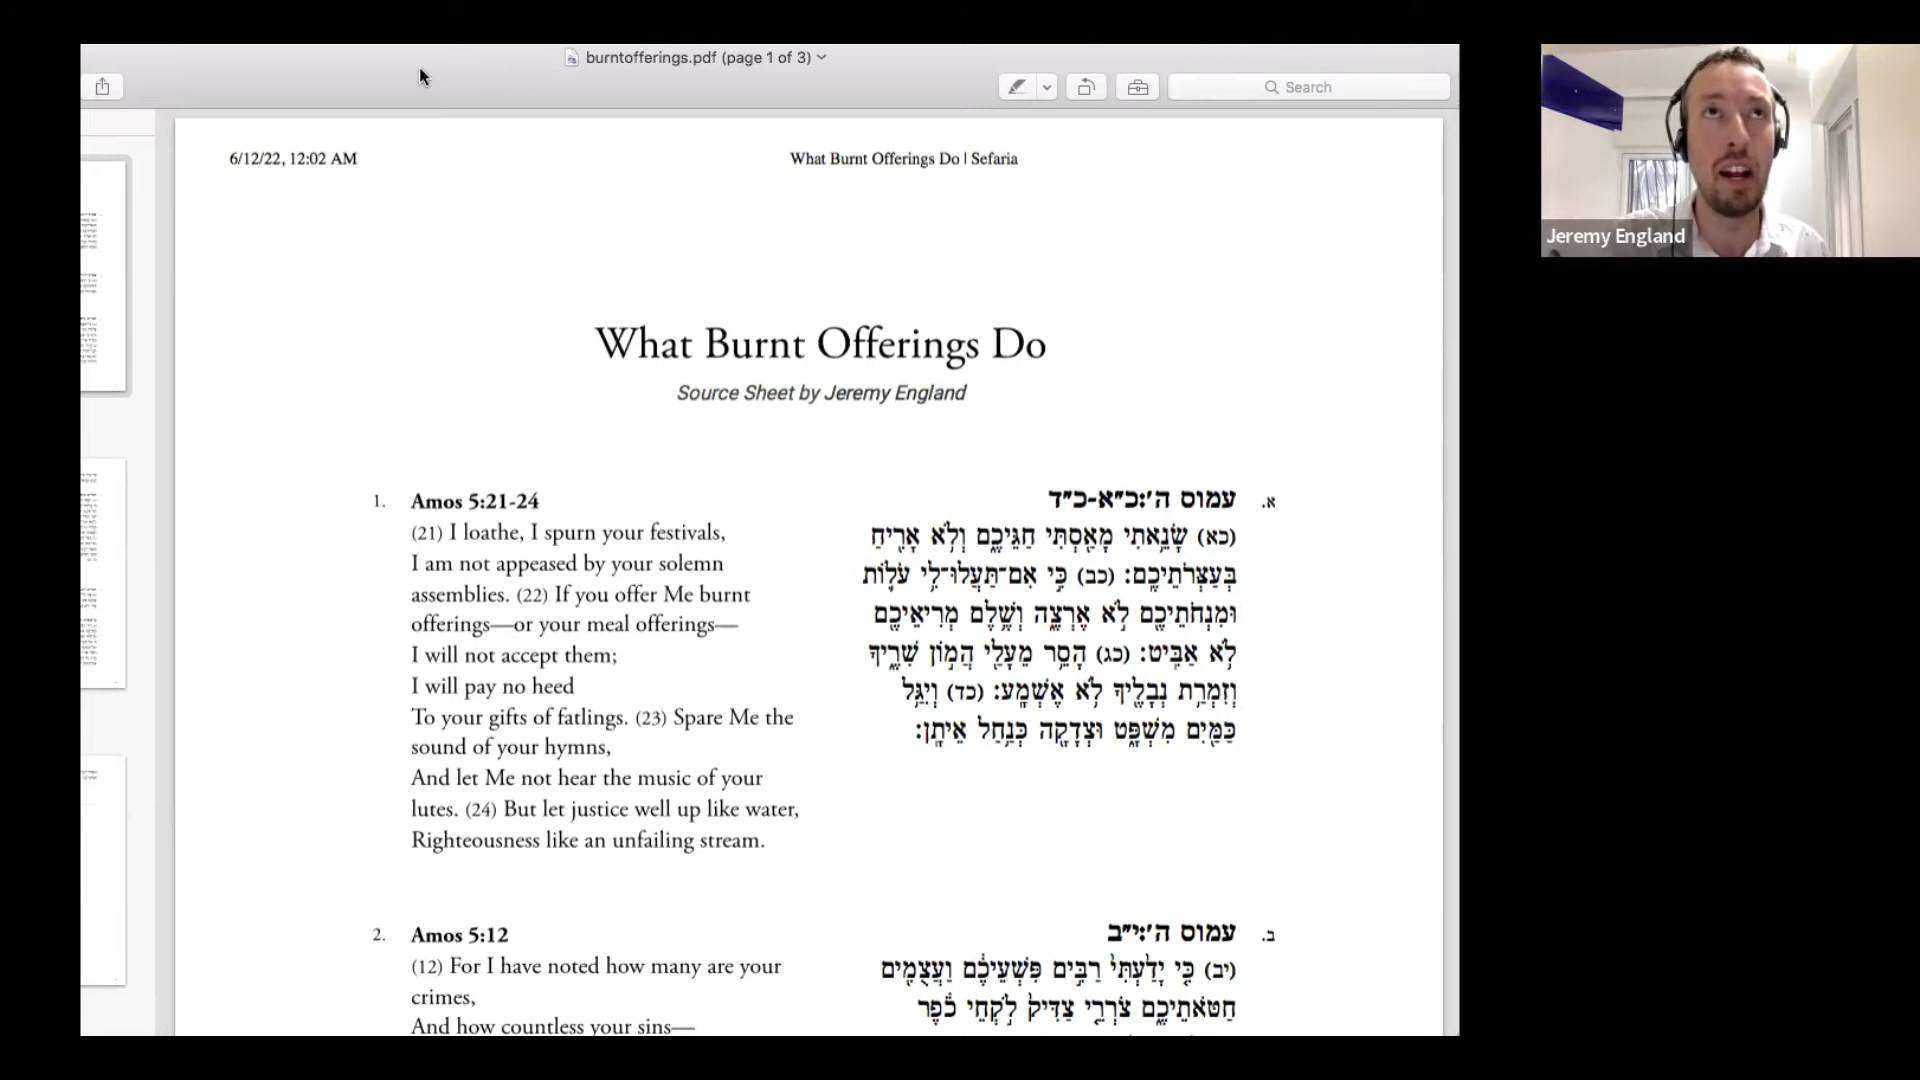 burntofferings.pdf (page 1 of 3)
Search
6/12/22, 12:02 AM
What Burnt Offerings Do | Sefaria
Jeremy England
What Burnt Offerings Do
Source Sheet by Jeremy England
1. Amos 5:21-24
(21) I loathe, I spurn your festivals,
I am not appeased by your solemn
assemblies. (22) If you offer Me burnt
offerings—or your meal offerings—
I will not accept them;
I will pay no heed
To your gifts of fatlings. (23) Spare Me the
sound of your hymns,
And let Me not hear the music of your
lutes. (24) But let justice well up like water,
Righteousness like an unfailing stream.
א. עמוס ה׳:כ״א-כ״ד
(כא) שָׂנֵ֥אתִי מָאַ֖סְתִּי חַגֵּיכֶ֑ם וְלֹ֥א אָרִ֖יחַ
בְּעַצְּרֹתֵיכֶֽם׃ (כב) כִּ֣י אִם־תַּעֲלוּ־לִ֥י עֹל֛וֹת
וּמִנְחֹתֵיכֶ֖ם לֹ֣א אֶרְצֶ֑ה וְשֶׁ֥לֶם מְרִיאֵיכֶ֖ם
לֹ֥א אַבִּֽיט׃ (כג) הָסֵ֥ר מֵעָלַ֖י הֲמ֣וֹן שִׁרֶ֑יךָ
וְזִמְרַ֥ת נְבָלֶ֖יךָ לֹ֥א אֶשְׁמָֽע׃ (כד) וְיִגַּ֥ל
כַּמַּ֖יִם מִשְׁפָּ֑ט וּצְדָקָ֖ה כְּנַ֥חַל אֵיתָֽן׃
2. Amos 5:12
(12) For I have noted how many are your
crimes,
And how countless your sins—
ב. עמוס ה׳:י״ב
(יב) כִּ֤י יָדַ֙עְתִּי֙ רַבִּ֣ים פִּשְׁעֵיכֶ֔ם וַעֲצֻמִ֖ים
חַטֹּאתֵיכֶ֑ם צֹרְרֵ֤י צַדִּיק֙ לֹ֣קְחֵי כֹ֔פֶר